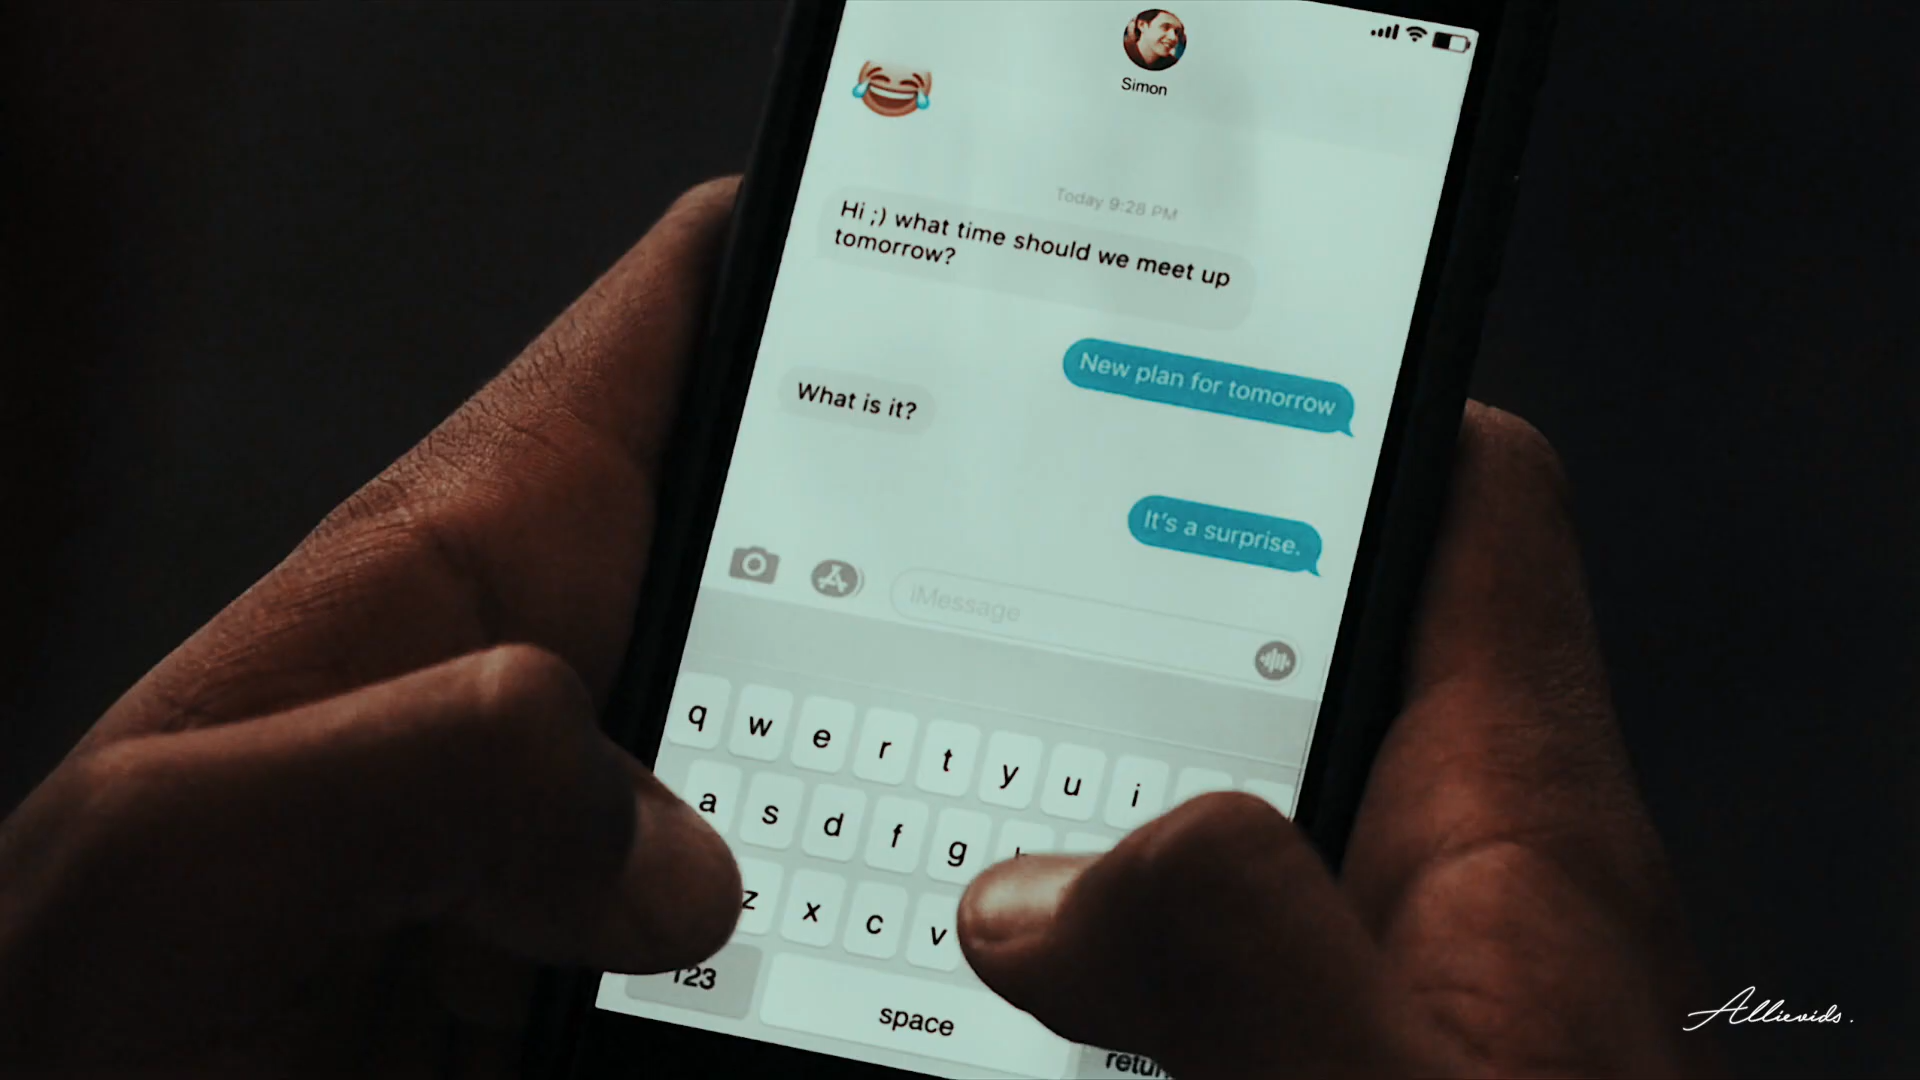 Simon
Today 9:28 PM
Hi ;) what time should we meet up
tomorrow?
New plan for tomorrow
What is it?
It's a surprise.
iMessage
q w e r t y u i
a s d f g
z x c v
123
space
Allievids.